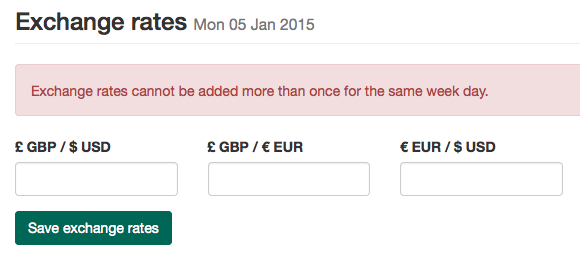 Exchange rates Mon 05 Jan 2015
Exchange rates cannot be added more than once for the same week day.
£ GBP / $ USD £ GBP / € EUR € EUR / $ USD
Save exchange rates